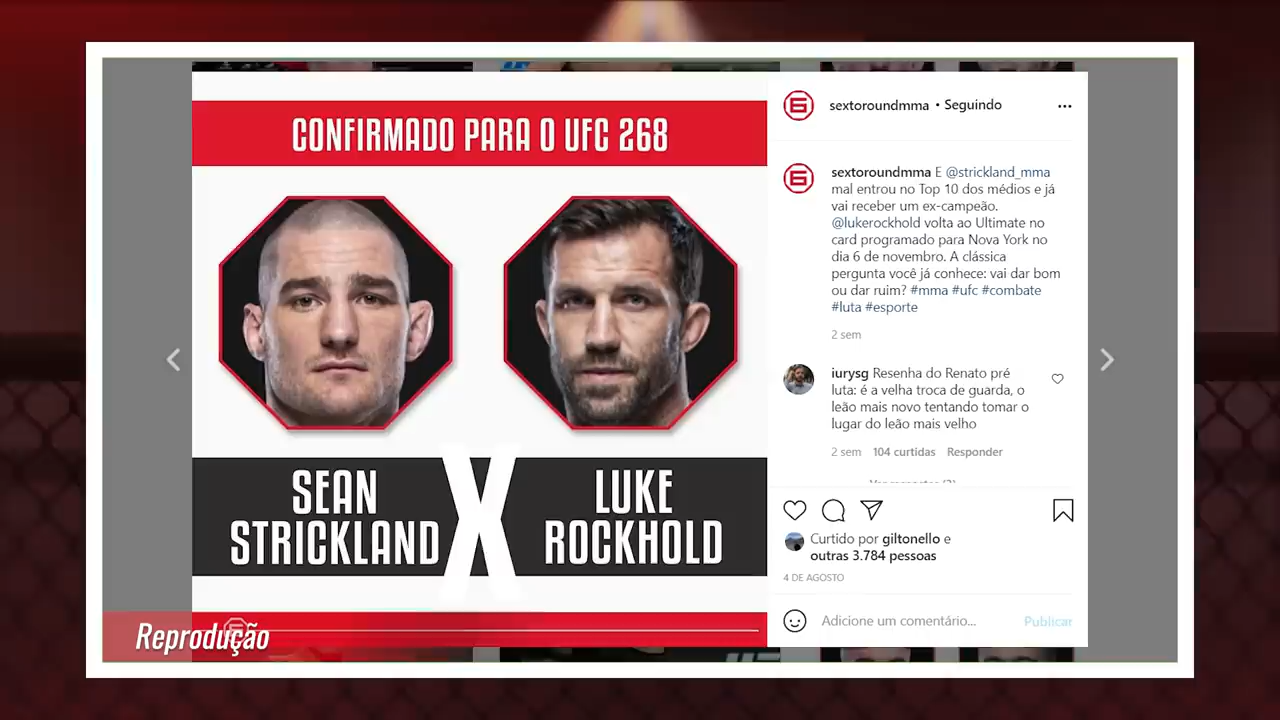 CONFIRMADO PARA O UFC 268
SEAN
STRICKLAND
X
LUKE
ROCKHOLD
sextoroundmma • Seguindo
sextoroundmma E @strickland_mma
mal entrou no Top 10 dos médios e já
vai receber um ex-campeão.
@lukerockhold volta ao Ultimate no
card programado para Nova York no
dia 6 de novembro. A clássica
pergunta você já conhece: vai dar bom
ou dar ruim? #mma #ufc #combate
#luta #esporte
2 sem
iurysg Resenha do Renato pré
luta: é a velha troca de guarda, o
leão mais novo tentando tomar o
lugar do leão mais velho
2 sem 104 curtidas Responder
Curtido por giltonello e
outras 3.784 pessoas
4 DE AGOSTO
Adicione um comentário... Publicar
Reprodução